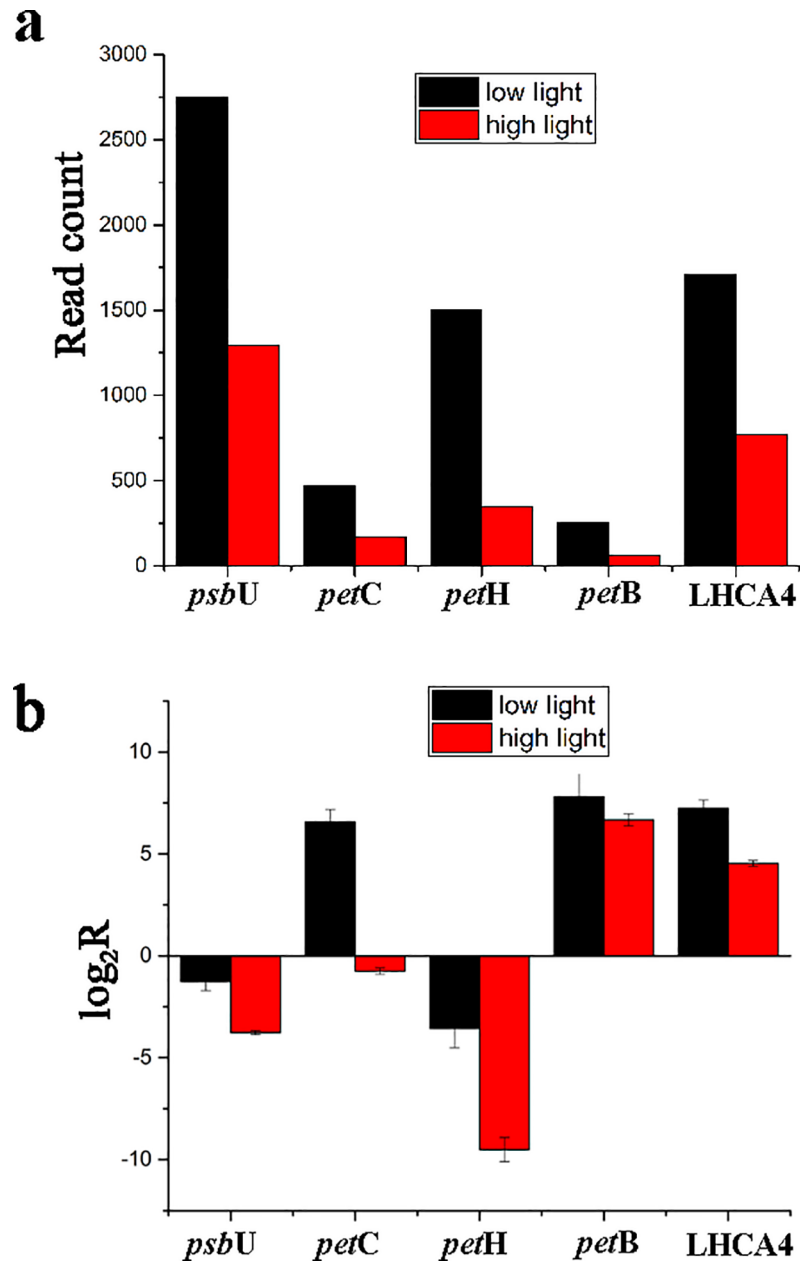 a
3000
2500
2000
1500
1000
500
0
Read count
low light
high light
psbU petC petH petB LHCA4
b
10
5
0
-5
-10
log₂R
low light
high light
psbU petC petH petB LHCA4